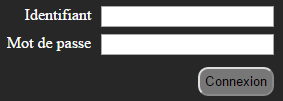 Identifiant
Mot de passe
Connexion